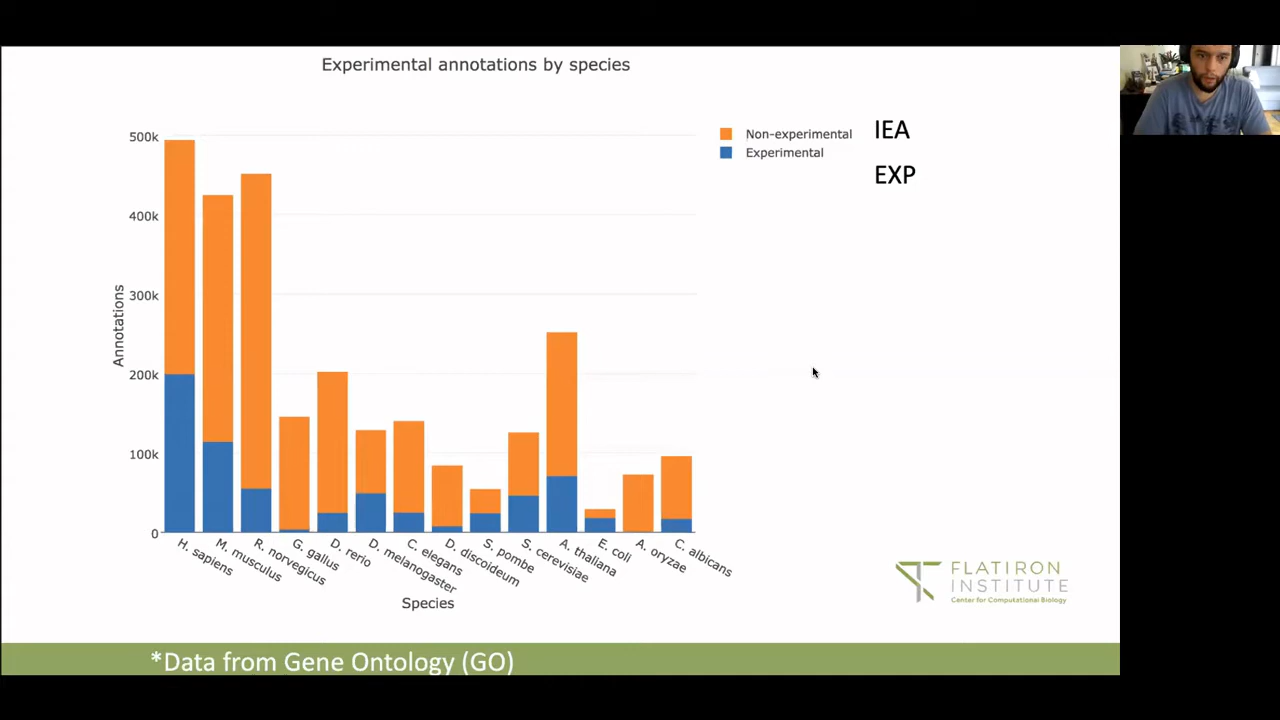 Experimental annotations by species
Non-experimental
Experimental
IEA
EXP
500k
400k
300k
200k
100k
0
Annotations
H. sapiens
M. musculus
R. norvegicus
G. gallus
D. rerio
D. melanogaster
C. elegans
D. discoideum
S. pombe
S. cerevisiae
A. thaliana
E. coli
A. oryzae
C. albicans
Species
FLATIRON
INSTITUTE
Center for Computational Biology
*Data from Gene Ontology (GO)